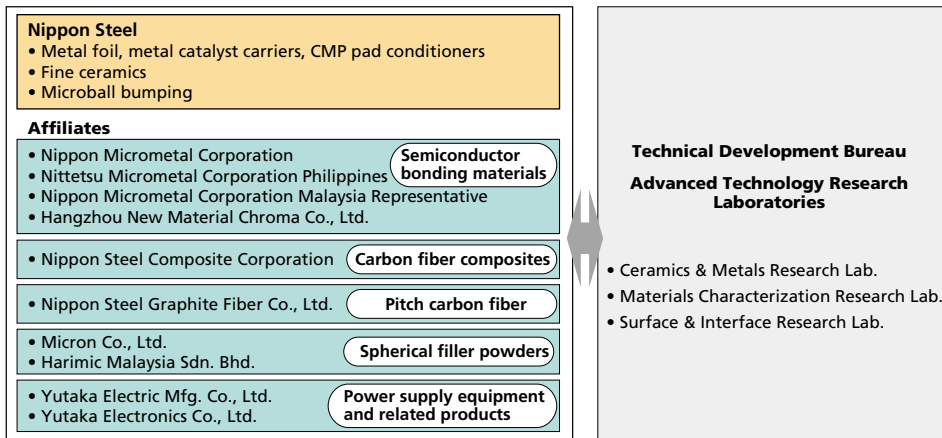 Nippon Steel
• Metal foil, metal catalyst carriers, CMP pad conditioners
• Fine ceramics
• Microball bumping
Affiliates
• Nippon Micrometal Corporation
• Nittetsu Micrometal Corporation Philippines
• Nippon Micrometal Corporation Malaysia Representative
• Hangzhou New Material Chroma Co., Ltd.
Semiconductor
bonding materials
• Nippon Steel Composite Corporation
Carbon fiber composites
• Nippon Steel Graphite Fiber Co., Ltd.
Pitch carbon fiber
• Micron Co., Ltd.
• Harimic Malaysia Sdn. Bhd.
Spherical filler powders
• Yutaka Electric Mfg. Co., Ltd.
• Yutaka Electronics Co., Ltd.
Power supply equipment
and related products
Technical Development Bureau
Advanced Technology Research
Laboratories
• Ceramics & Metals Research Lab.
• Materials Characterization Research Lab.
• Surface & Interface Research Lab.